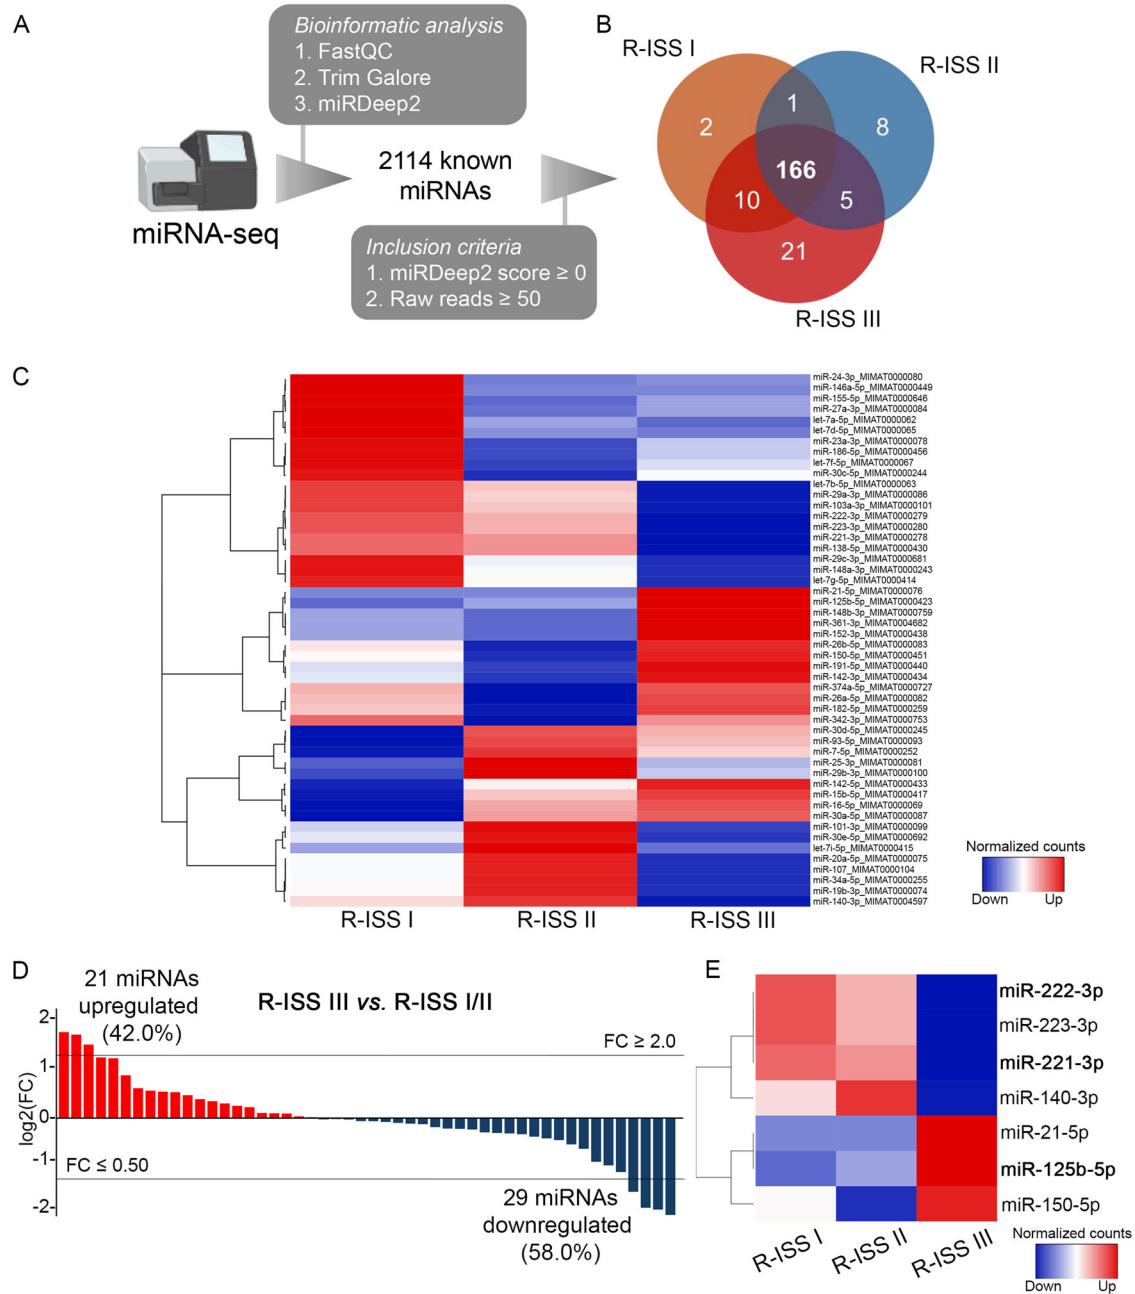 A
Bioinformatic analysis
1. FastQC
2. Trim Galore
3. miRDeep2
miRNA-seq
2114 known
miRNAs
Inclusion criteria
1. miRDeep2 score ≥ 0
2. Raw reads ≥ 50
B
R-ISS I
R-ISS II
2
1
8
166
10
5
21
R-ISS III
C
miR-24-3p_MIMAT0000080
miR-146a-5p_MIMAT0000449
miR-155-5p_MIMAT0000646
miR-27a-3p_MIMAT0000084
let-7a-5p_MIMAT0000062
let-7d-5p_MIMAT0000065
miR-23a-3p_MIMAT0000078
miR-186-5p_MIMAT0000456
let-7f-5p_MIMAT0000067
miR-30c-5p_MIMAT0000244
let-7b-5p_MIMAT0000063
miR-29a-3p_MIMAT0000086
miR-103a-3p_MIMAT0000101
miR-222-3p_MIMAT0000279
miR-223-3p_MIMAT0000280
miR-221-3p_MIMAT0000278
miR-138-5p_MIMAT0000430
miR-29c-3p_MIMAT0000681
miR-148a-3p_MIMAT0000243
let-7g-5p_MIMAT0000414
miR-21-5p_MIMAT0000076
miR-125b-5p_MIMAT0000423
miR-148b-3p_MIMAT0000759
miR-361-3p_MIMAT0004682
miR-152-3p_MIMAT0000438
miR-26b-5p_MIMAT0000083
miR-150-5p_MIMAT0000451
miR-191-5p_MIMAT0000440
miR-142-3p_MIMAT0000434
miR-374a-5p_MIMAT0000727
miR-26a-5p_MIMAT0000082
miR-182-5p_MIMAT0000259
miR-342-3p_MIMAT0000753
miR-30d-5p_MIMAT0000245
miR-93-5p_MIMAT0000093
miR-7-5p_MIMAT0000252
miR-25-3p_MIMAT0000081
miR-29b-3p_MIMAT0000100
miR-142-5p_MIMAT0000433
miR-15b-5p_MIMAT0000417
miR-16-5p_MIMAT0000069
miR-30a-5p_MIMAT0000087
miR-101-3p_MIMAT0000099
miR-30e-5p_MIMAT0000692
let-7i-5p_MIMAT0000415
miR-20a-5p_MIMAT0000075
miR-107_MIMAT0000104
miR-34a-5p_MIMAT0000255
miR-19b-3p_MIMAT0000074
miR-140-3p_MIMAT0004597
R-ISS I
R-ISS II
R-ISS III
Normalized counts
Down
Up
D
21 miRNAs
upregulated
(42.0%)
R-ISS III vs. R-ISS I/II
FC ≥ 2.0
log2(FC)
2
1
0
-1
-2
FC ≤ 0.50
29 miRNAs
downregulated
(58.0%)
E
miR-222-3p
miR-223-3p
miR-221-3p
miR-140-3p
miR-21-5p
miR-125b-5p
miR-150-5p
R-ISS I
R-ISS II
R-ISS III
Normalized counts
Down
Up